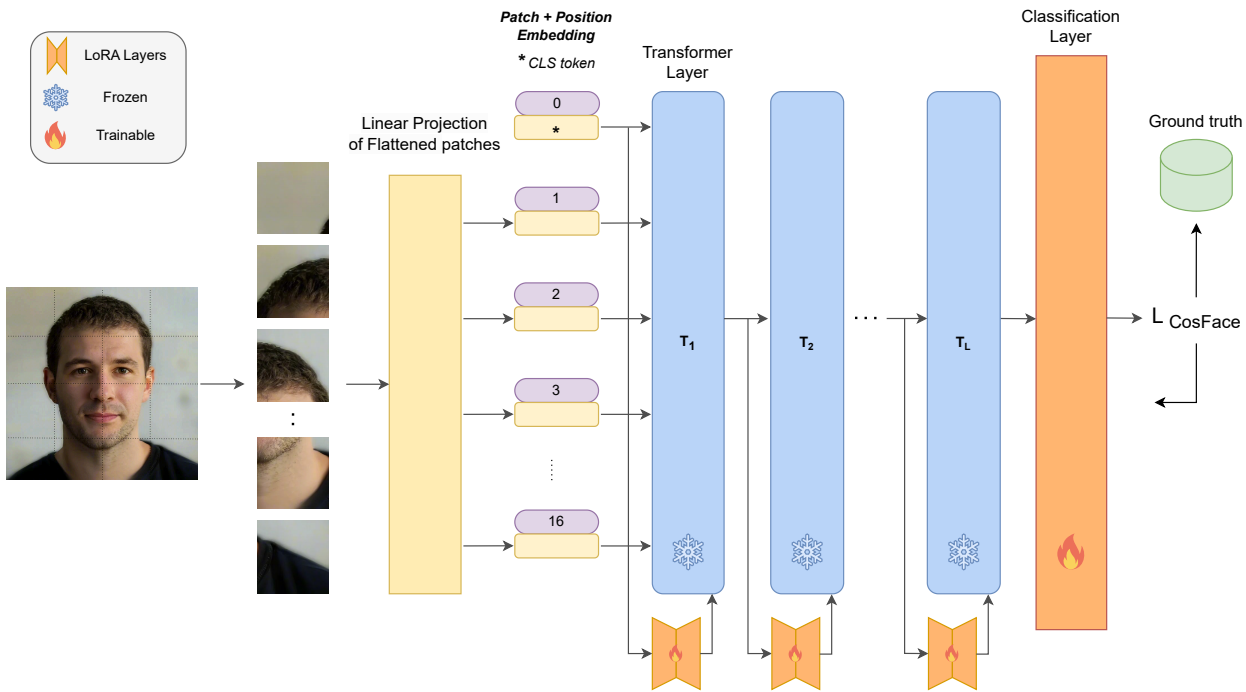 LoRA Layers
Frozen
Trainable
Patch + Position
Embedding
* CLS token
Linear Projection
of Flattened patches
0
*
1
2
3
16
Transformer
Layer
T1
T2
. . .
TL
Classification
Layer
Ground truth
L CosFace